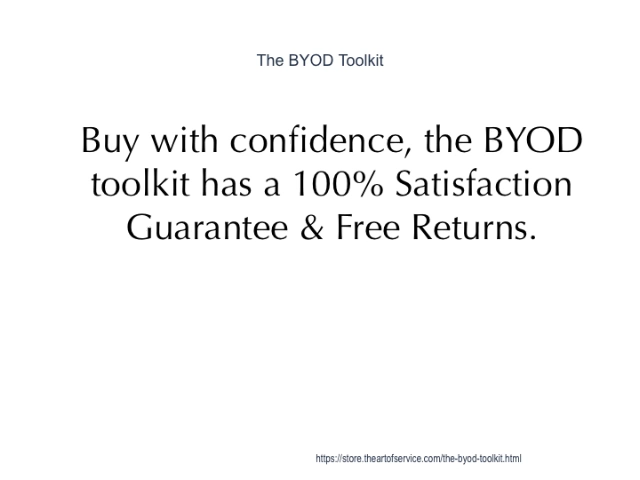 The BYOD Toolkit
Buy with confidence, the BYOD
toolkit has a 100% Satisfaction
Guarantee & Free Returns.
https://store.theartofservice.com/the-byod-toolkit.html